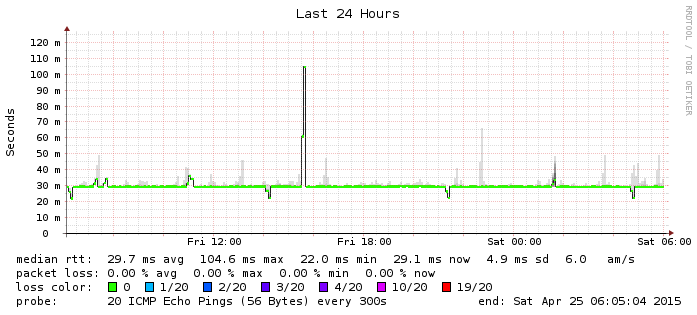 Last 24 Hours
RRDTOOL / TOBI OETIKER
Seconds
120 m
110 m
100 m
90 m
80 m
70 m
60 m
50 m
40 m
30 m
20 m
10 m
0
Fri 12:00 Fri 18:00 Sat 00:00 Sat 06:00
median rtt: 29.7 ms avg 104.6 ms max 22.0 ms min 29.1 ms now 4.9 ms sd 6.0 am/s
packet loss: 0.00 % avg 0.00 % max 0.00 % min 0.00 % now
loss color: 0 1/20 2/20 3/20 4/20 10/20 19/20
probe: 20 ICMP Echo Pings (56 Bytes) every 300s end: Sat Apr 25 06:05:04 2015